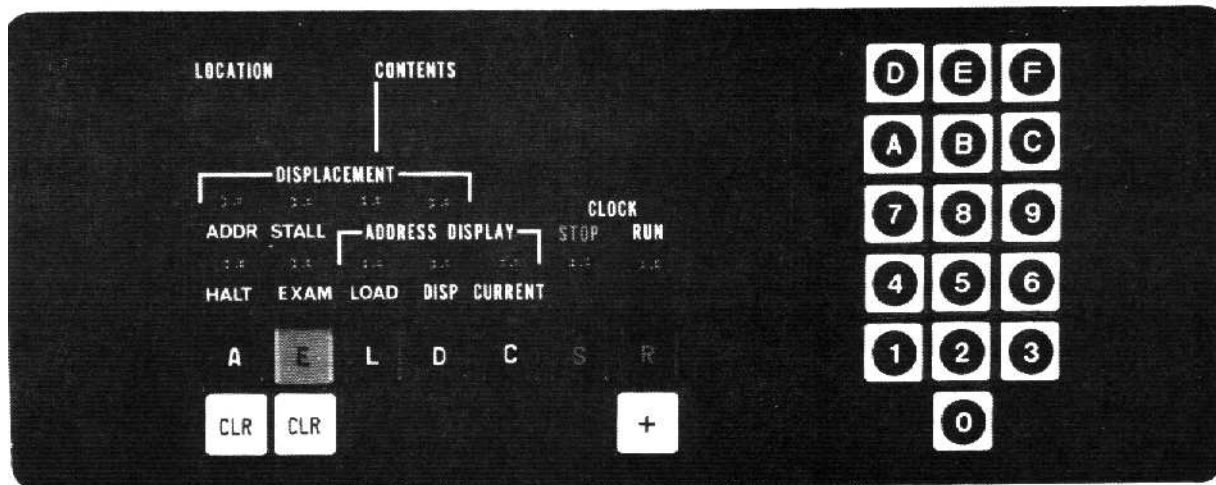 LOCATION CONTENTS
DISPLACEMENT
ADDR STALL ADDRESS DISPLAY STOP CLOCK RUN
HALT EXAM LOAD DISP CURRENT
A E L D C S R
CLR CLR +
D E F
A B C
7 8 9
4 5 6
1 2 3
0